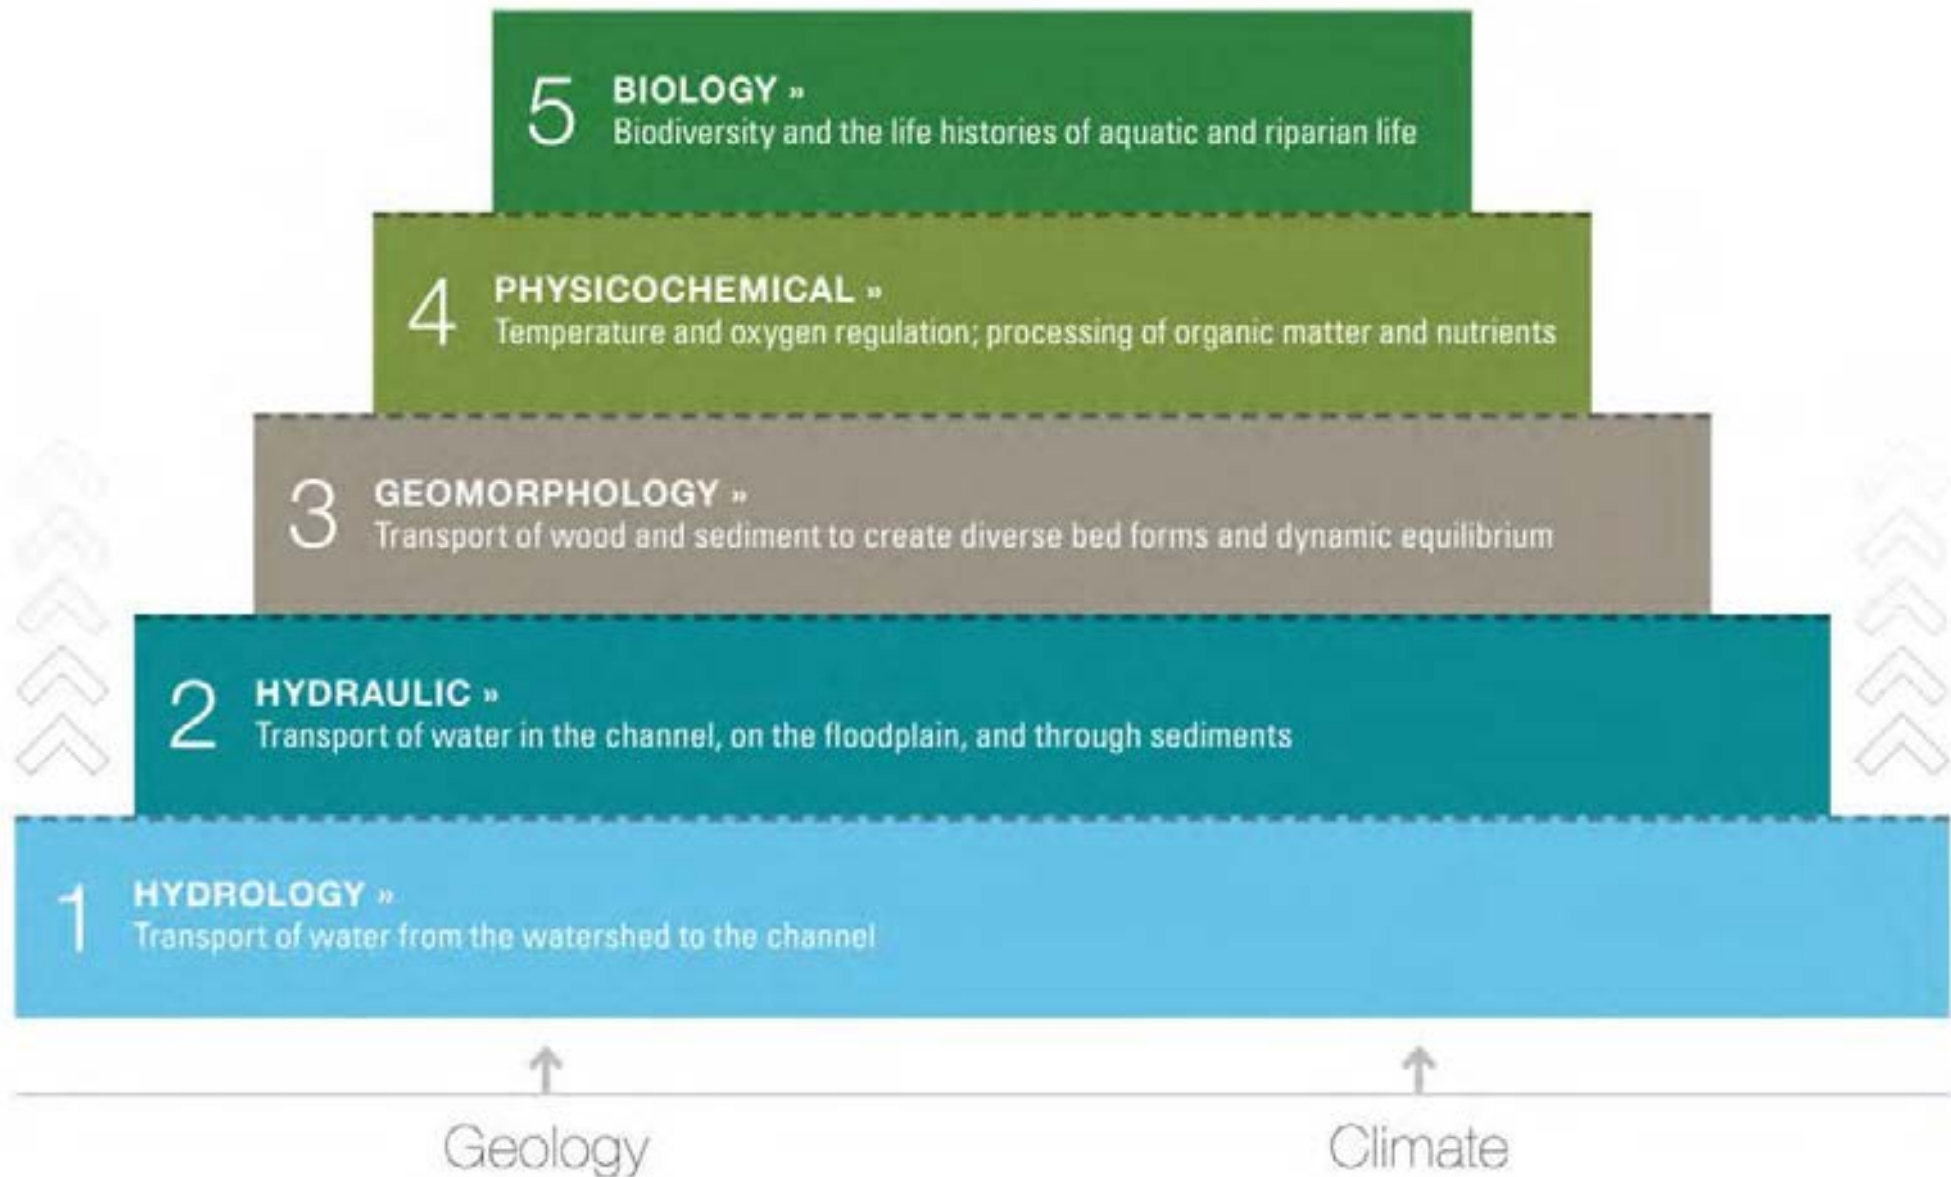 5 BIOLOGY »
Biodiversity and the life histories of aquatic and riparian life
4 PHYSICOCHEMICAL »
Temperature and oxygen regulation; processing of organic matter and nutrients
3 GEOMORPHOLOGY »
Transport of wood and sediment to create diverse bed forms and dynamic equilibrium
2 HYDRAULIC »
Transport of water in the channel, on the floodplain, and through sediments
1 HYDROLOGY »
Transport of water from the watershed to the channel
Geology
Climate